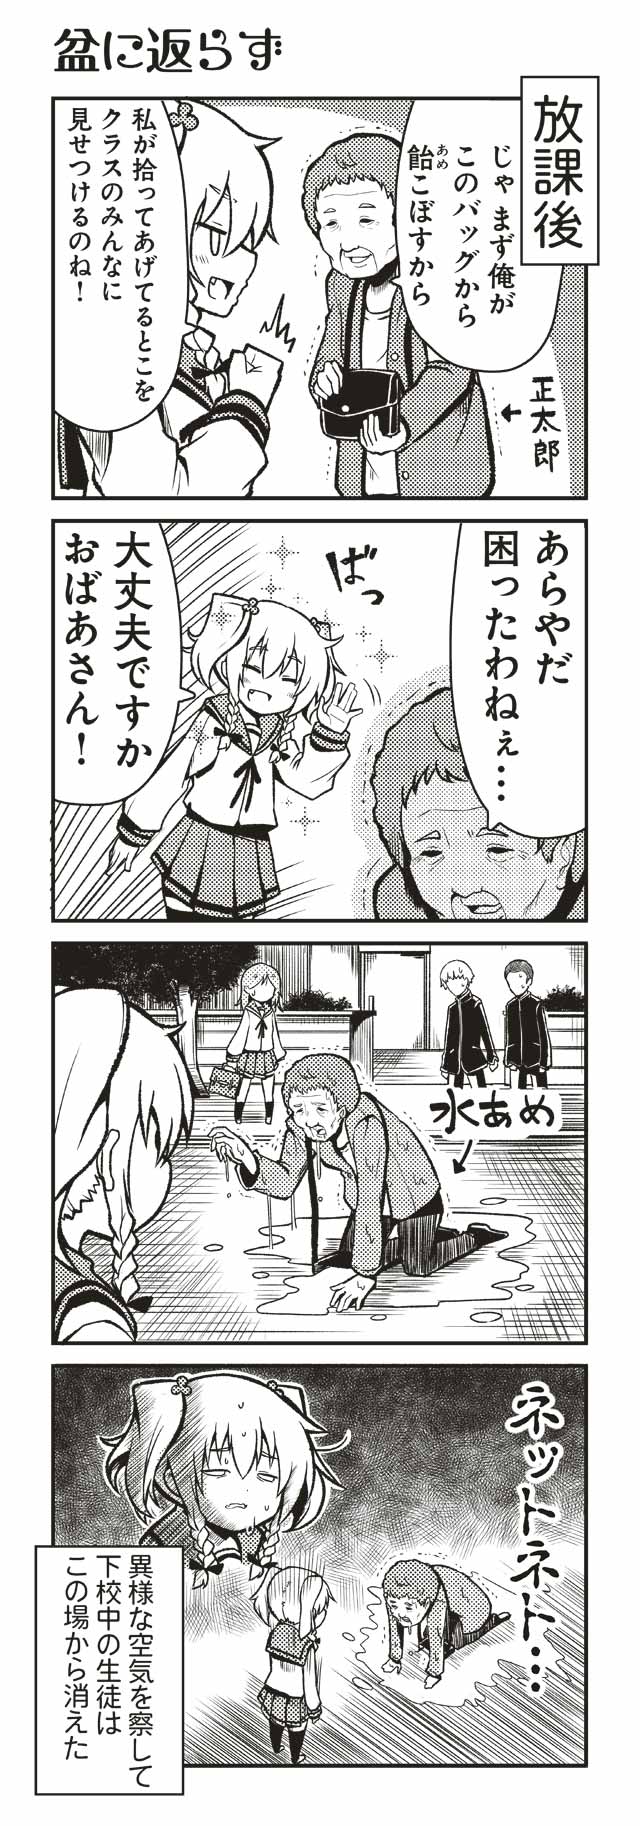 盆に返らず
放課後
じゃ まず俺が
このバッグから
飴こぼすから
あめ
正太郎
私が拾ってあげてるとこを
クラスのみんなに
見せつけるのね！
あらやだ
困ったわねぇ…
ばっ
大丈夫ですか
おばあさん！
水あめ
ネットネト…
異様な空気を察して
下校中の生徒は
この場から消えた